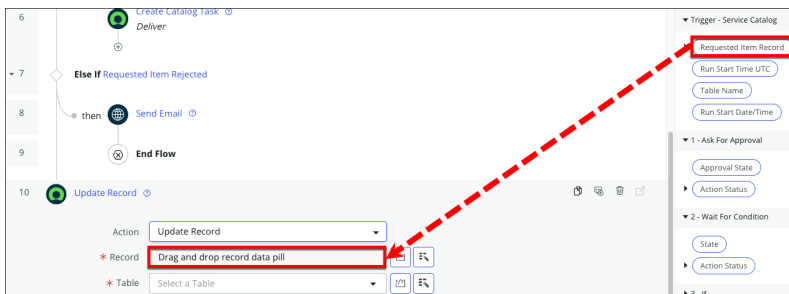 6
Create Catalog Task
Deliver
7
Else If Requested Item Rejected
8
then
Send Email
9
End Flow
10
Update Record
Action
Update Record
* Record
Drag and drop record data pill
* Table
Select a Table
Trigger - Service Catalog
Requested Item Record
Run Start Time UTC
Table Name
Run Start Date/Time
1 - Ask For Approval
Approval State
Action Status
2 - Wait For Condition
State
Action Status
3 - If